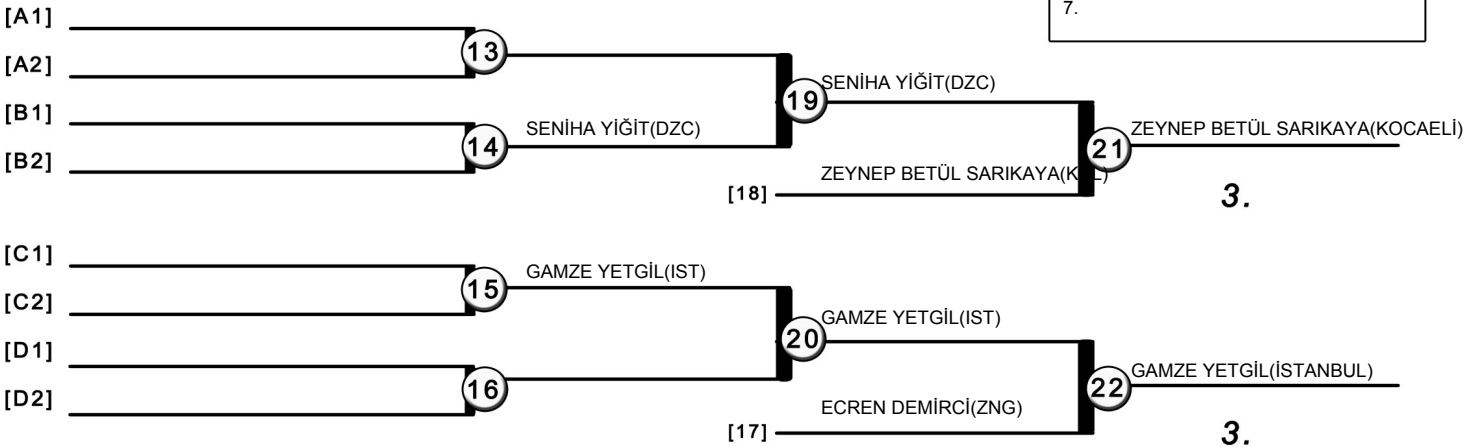 7.
[A1]
[A2]
13
[B1]
[B2]
14
SENİHA YİĞİT(DZC)
19
SENİHA YİĞİT(DZC)
[18]
ZEYNEP BETÜL SARIKAYA(K
21
ZEYNEP BETÜL SARIKAYA(KOCAELİ)
3.
[C1]
[C2]
15
GAMZE YETGİL(IST)
[D1]
[D2]
16
20
GAMZE YETGİL(IST)
[17]
ECREN DEMİRCİ(ZNG)
22
GAMZE YETGİL(İSTANBUL)
3.